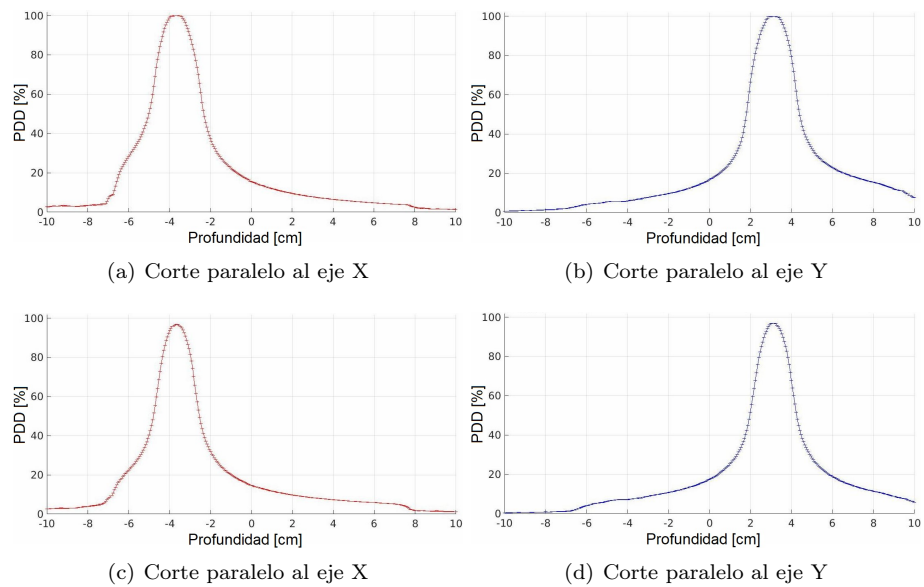 100
80
60
40
20
0
PDD [%]
-10 -8 -6 -4 -2 0 2 4 6 8 10
Profundidad [cm]
(a) Corte paralelo al eje X
100
80
60
40
20
0
PDD [%]
-10 -8 -6 -4 -2 0 2 4 6 8 10
Profundidad [cm]
(b) Corte paralelo al eje Y
100
80
60
40
20
0
PDD [%]
-10 -8 -6 -4 -2 0 2 4 6 8 10
Profundidad [cm]
(c) Corte paralelo al eje X
100
80
60
40
20
0
PDD [%]
-10 -8 -6 -4 -2 0 2 4 6 8 10
Profundidad [cm]
(d) Corte paralelo al eje Y